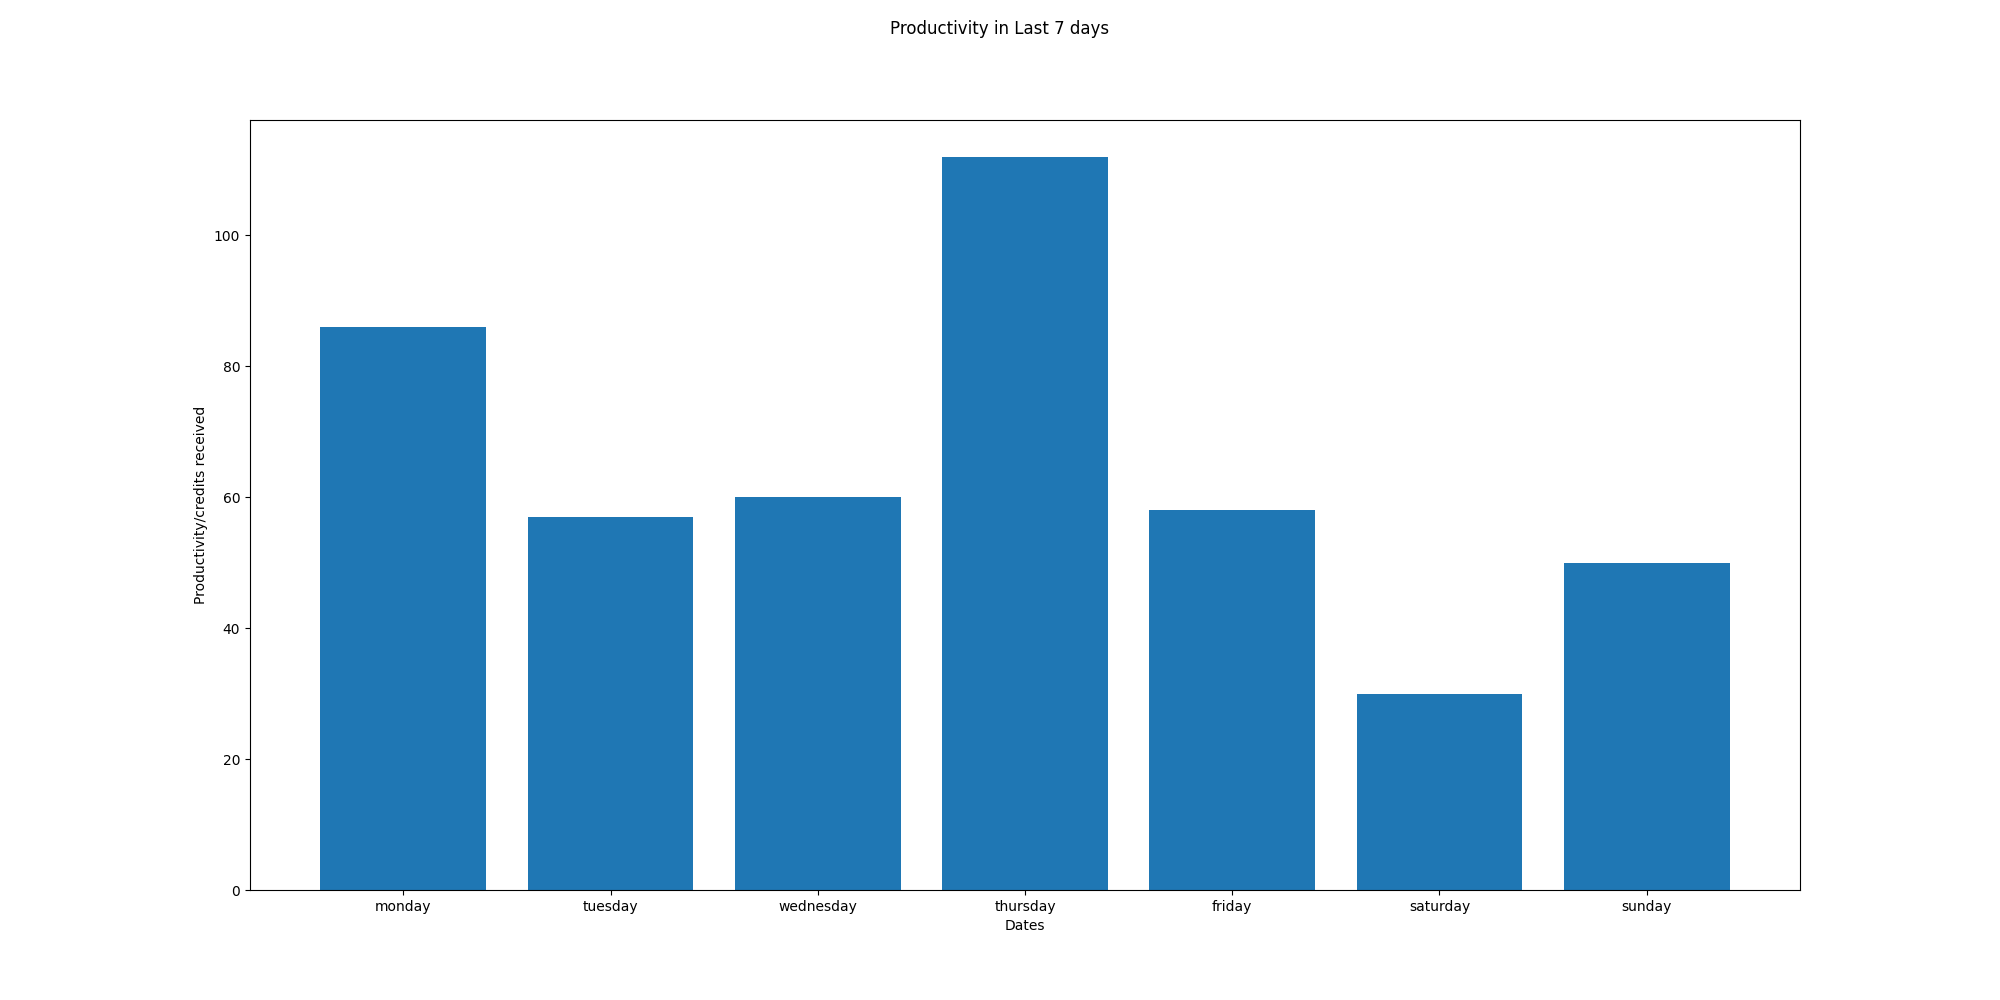 Productivity in Last 7 days
Productivity/credits received
100
80
60
40
20
0
monday tuesday wednesday thursday friday saturday sunday
Dates